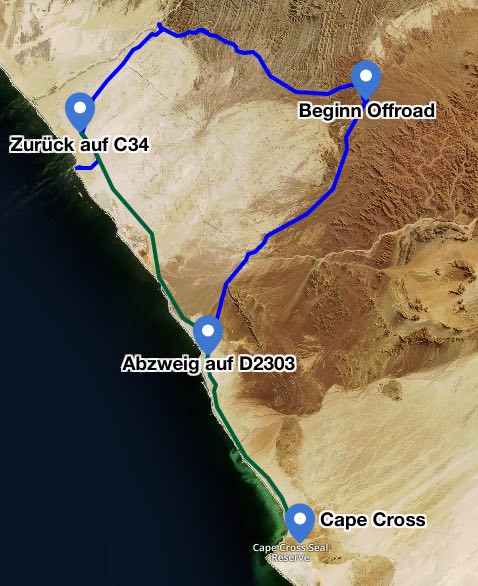 Beginn Offroad
Zurück auf C34
Abzweig auf D2303
Cape Cross
Cape Cross Seal
Reserve